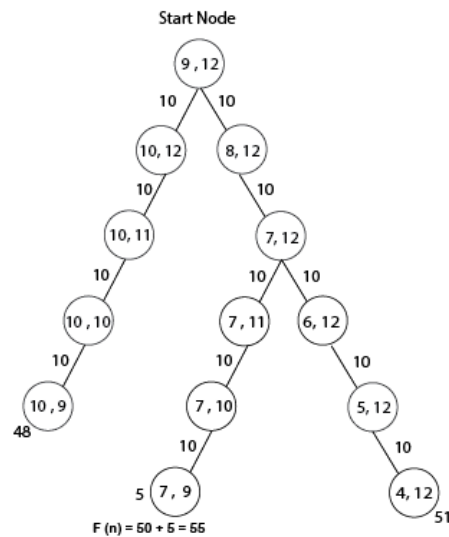 Start Node
9 , 12
10 10
10, 12 8, 12
10 10
10, 11 7, 12
10 10 10
10 , 10 7, 11 6, 12
10 10 10
10 , 9 7, 10 5, 12
48
10 10
5 7 , 9 4, 12
51
F (n) = 50 + 5 = 55